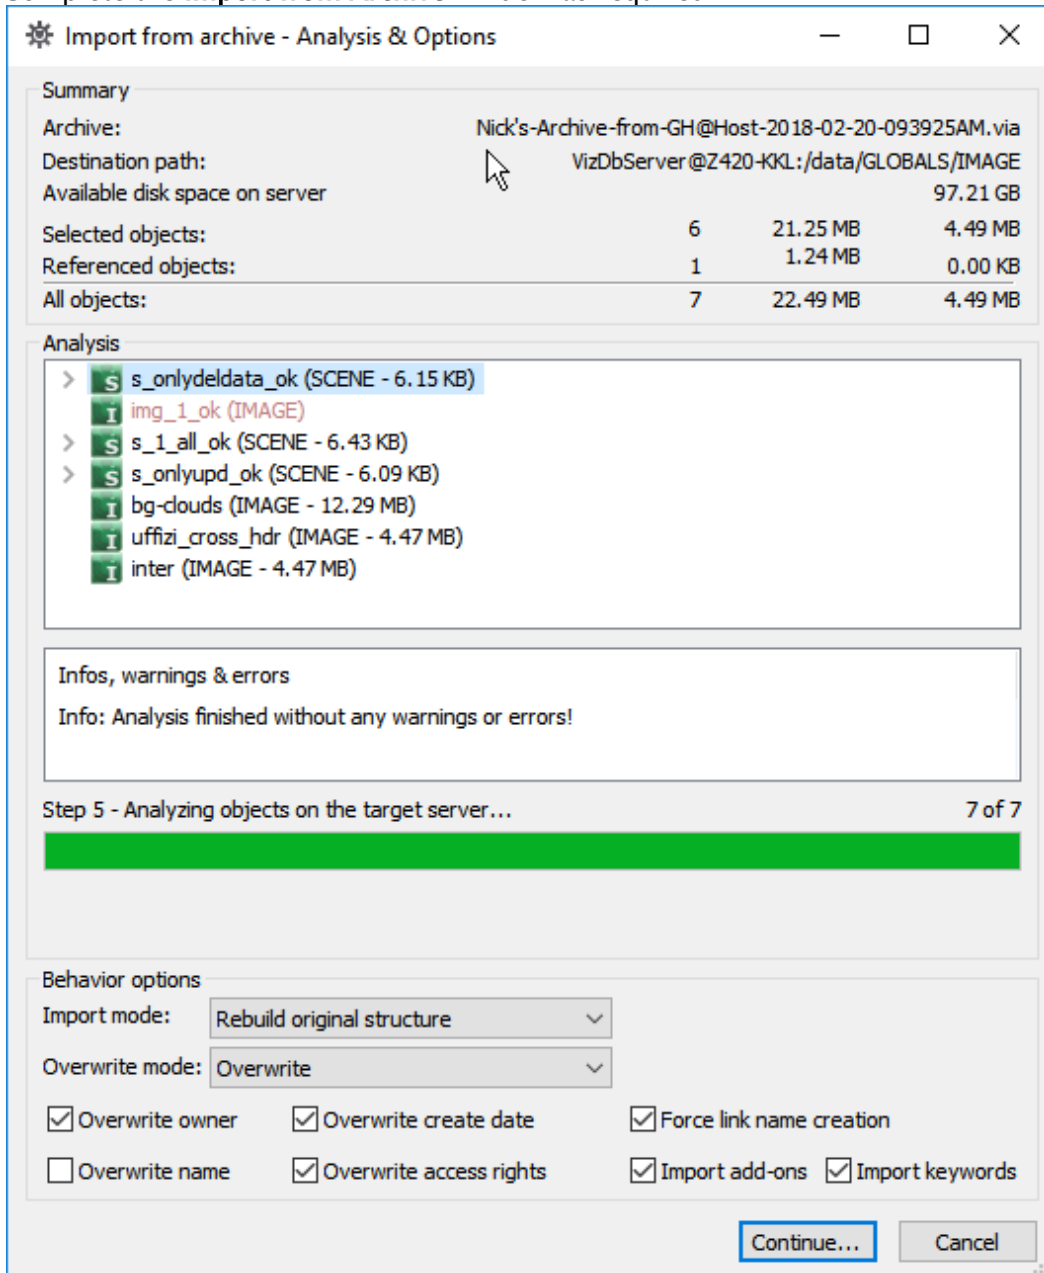 Import from archive - Analysis & Options
Summary
Archive: Nick's-Archive-from-GH@Host-2018-02-20-093925AM.via
Destination path: VizDbServer@Z420-KKL:/data/GLOBALS/IMAGE
Available disk space on server 97.21 GB
Selected objects: 6 21.25 MB 4.49 MB
Referenced objects: 1 1.24 MB 0.00 KB
All objects: 7 22.49 MB 4.49 MB
Analysis
S s_onlydeldata_ok (SCENE - 6.15 KB)
I img_1_ok (IMAGE)
S s_1_all_ok (SCENE - 6.43 KB)
S s_onlyupd_ok (SCENE - 6.09 KB)
I bg-clouds (IMAGE - 12.29 MB)
I uffizi_cross_hdr (IMAGE - 4.47 MB)
I inter (IMAGE - 4.47 MB)
Infos, warnings & errors
Info: Analysis finished without any warnings or errors!
Step 5 - Analyzing objects on the target server... 7 of 7
Behavior options
Import mode: Rebuild original structure
Overwrite mode: Overwrite
Overwrite owner Overwrite create date Force link name creation
Overwrite name Overwrite access rights Import add-ons Import keywords
Continue... Cancel